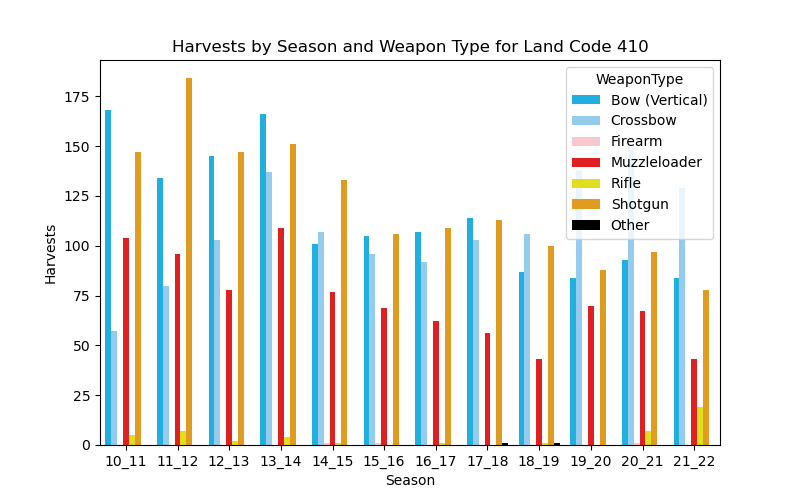 Harvests by Season and Weapon Type for Land Code 410
WeaponType
Bow (Vertical)
Crossbow
Firearm
Muzzleloader
Rifle
Shotgun
Other
Harvests
175
150
125
100
75
50
25
0
10_11 11_12 12_13 13_14 14_15 15_16 16_17 17_18 18_19 19_20 20_21 21_22
Season